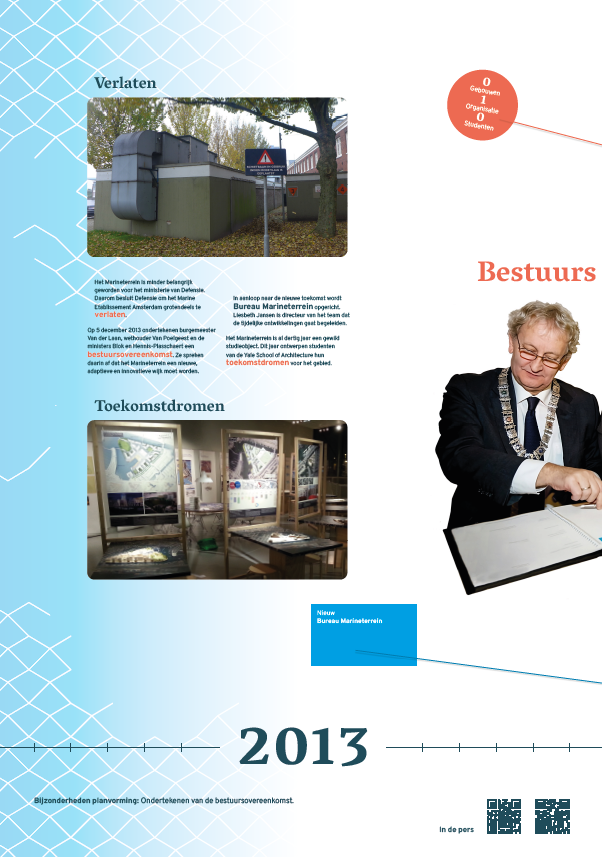 Verlaten
0
Gebouwen
1
Organisatie
0
Studenten
Het Marineterrein is minder belangrijk
geworden voor het ministerie van Defensie.
Daarom besluit Defensie om het Marine
Etablissement Amsterdam grotendeels te
verlaten.
Op 5 december 2013 ondertekenen burgemeester
Van der Laan, wethouder Van Poelgeest en de
ministers Blok en Hennis-Plasschaert een
bestuursovereenkomst. Ze spreken
daarin af dat het Marineterrein een nieuwe,
adaptieve en innovatieve wijk moet worden.
In aanloop naar de nieuwe toekomst wordt
Bureau Marineterrein opgericht.
Liesbeth Jansen is directeur van het team dat
de tijdelijke ontwikkelingen gaat begeleiden.
Het Marineterrein is al dertig jaar een gewild
studieobject. Dit jaar ontwerpen studenten
van de Yale School of Architecture hun
toekomstdromen voor het gebied.
Bestuurs
Toekomstdromen
Nieuw
Bureau Marineterrein
2013
Bijzonderheden planvorming: Ondertekenen van de bestuursovereenkomst.
In de pers